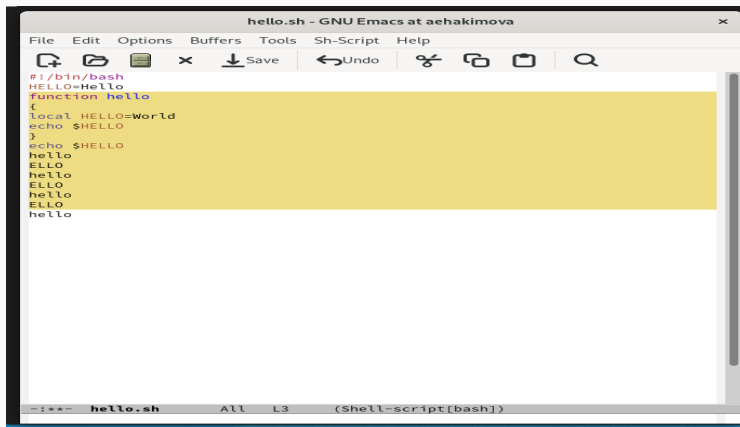 hello.sh - GNU Emacs at aehakimova ×
File Edit Options Buffers Tools Sh-Script Help
Save Undo
#!/bin/bash
HELLO=Hello
function hello
{
local HELLO=World
echo $HELLO
}
echo $HELLO
hello
ELLO
hello
ELLO
hello
ELLO
hello
-:**- hello.sh All L3 (Shell-script[bash])